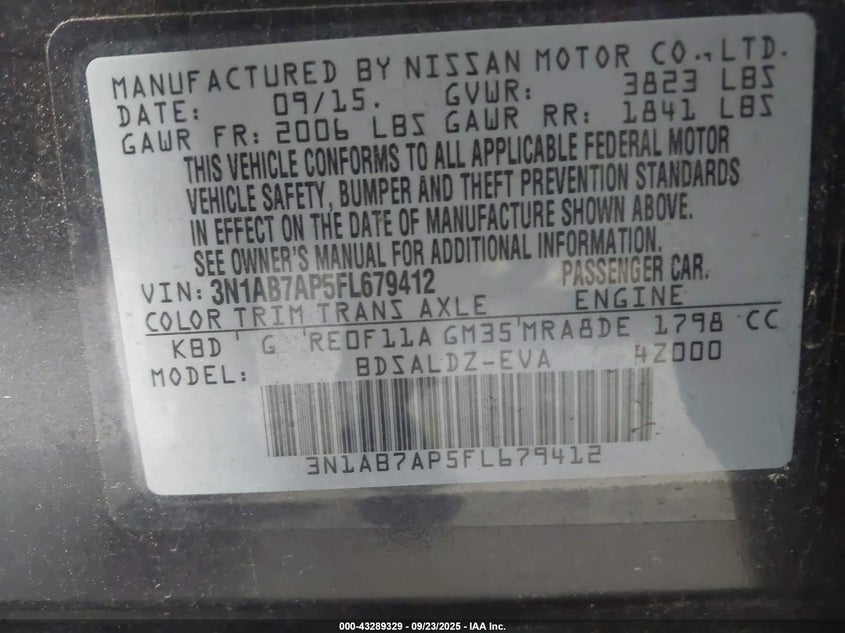 MANUFACTURED BY NISSAN MOTOR CO.,LTD.
DATE: 09/15. GVWR: 3823 LBS
GAWR FR: 2006 LBS GAWR RR: 1841 LBS
THIS VEHICLE CONFORMS TO ALL APPLICABLE FEDERAL MOTOR
VEHICLE SAFETY, BUMPER AND THEFT PREVENTION STANDARDS
IN EFFECT ON THE DATE OF MANUFACTURE SHOWN ABOVE.
SEE OWNER'S MANUAL FOR ADDITIONAL INFORMATION.
VIN: 3N1AB7AP5FL679412 PASSENGER CAR.
COLOR TRIM TRANS AXLE ENGINE
KBD G RE0F11A GM35 MRA8DE 1798 CC
MODEL: BDSALDZ-EVA 4Z000
3N1AB7AP5FL679412
000-43289329 - 09/23/2025 - IAA Inc.